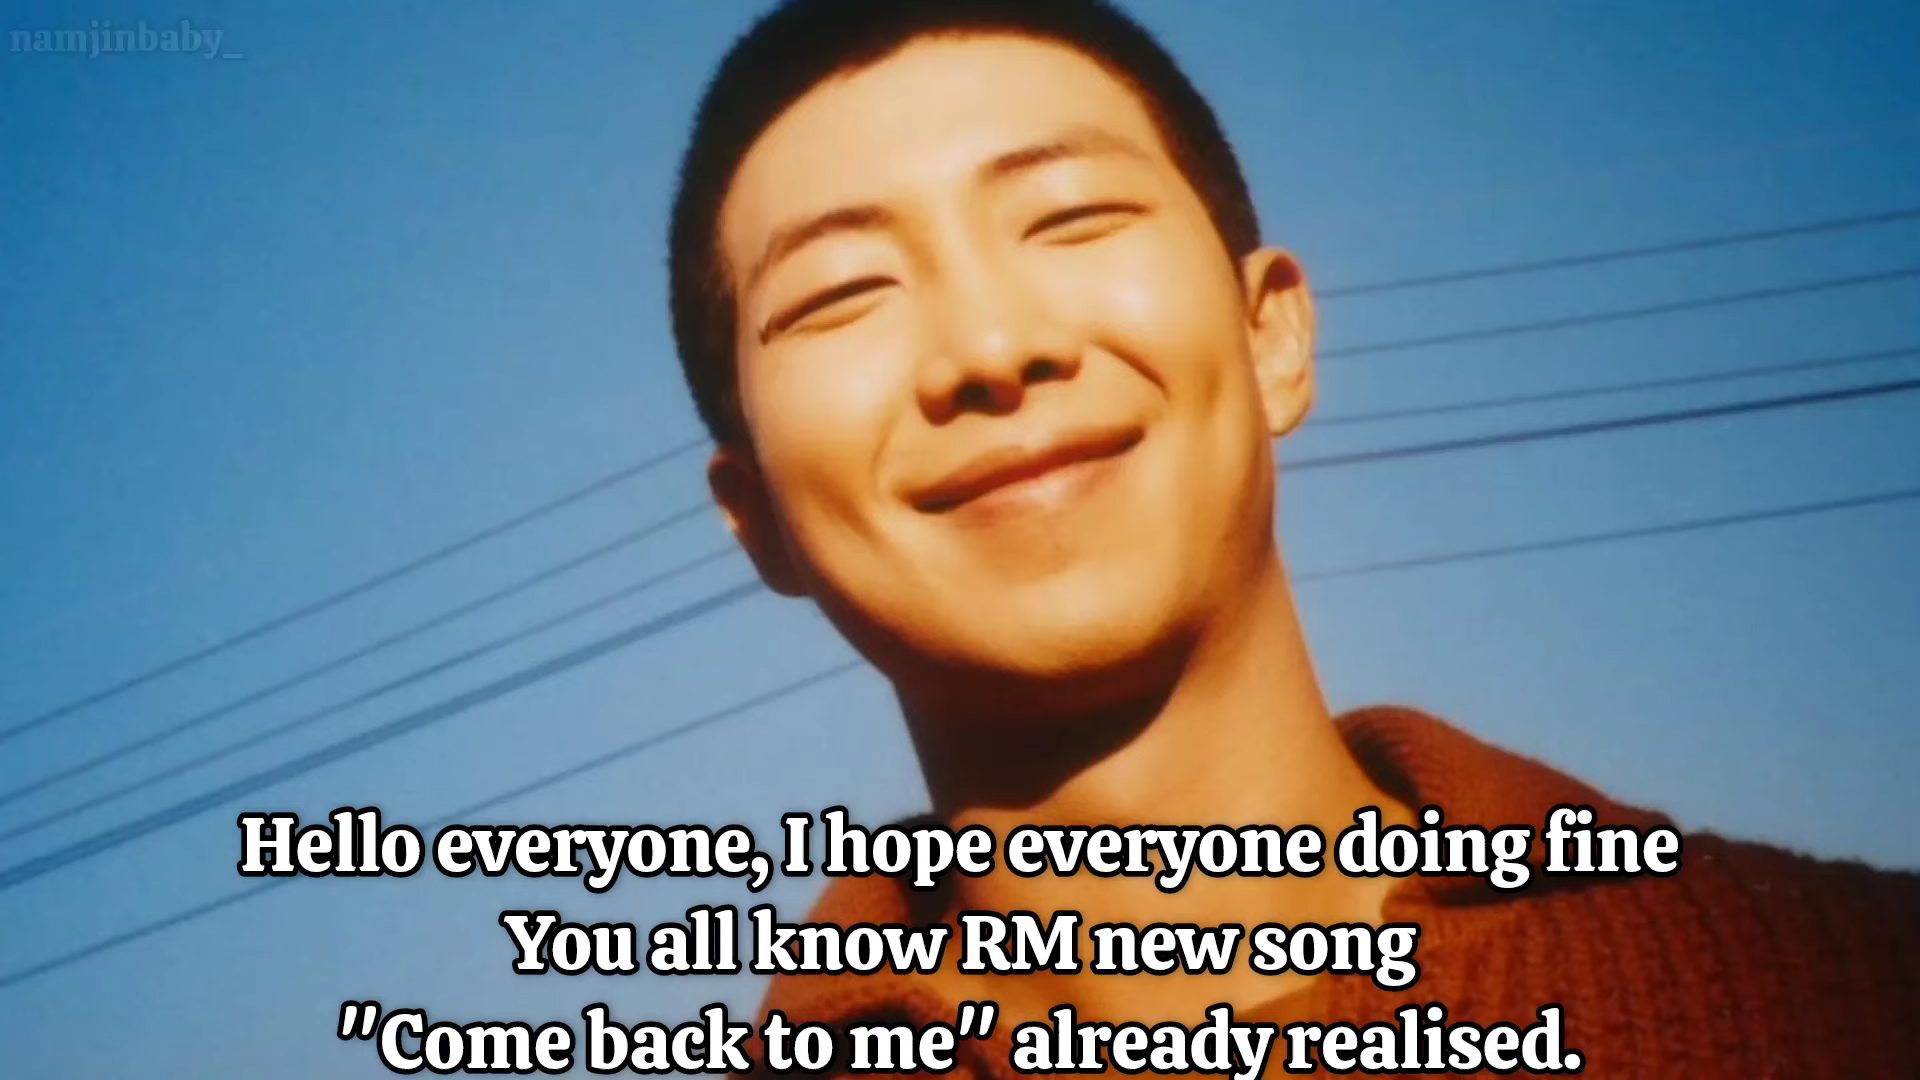 namjinbaby_
Hello everyone, I hope everyone doing fine
You all know RM new song
"Come back to me" already realised.